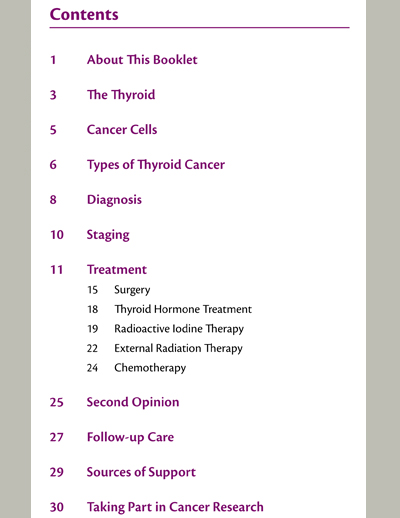 Contents
1 About This Booklet
3 The Thyroid
5 Cancer Cells
6 Types of Thyroid Cancer
8 Diagnosis
10 Staging
11 Treatment
15 Surgery
18 Thyroid Hormone Treatment
19 Radioactive Iodine Therapy
22 External Radiation Therapy
24 Chemotherapy
25 Second Opinion
27 Follow-up Care
29 Sources of Support
30 Taking Part in Cancer Research